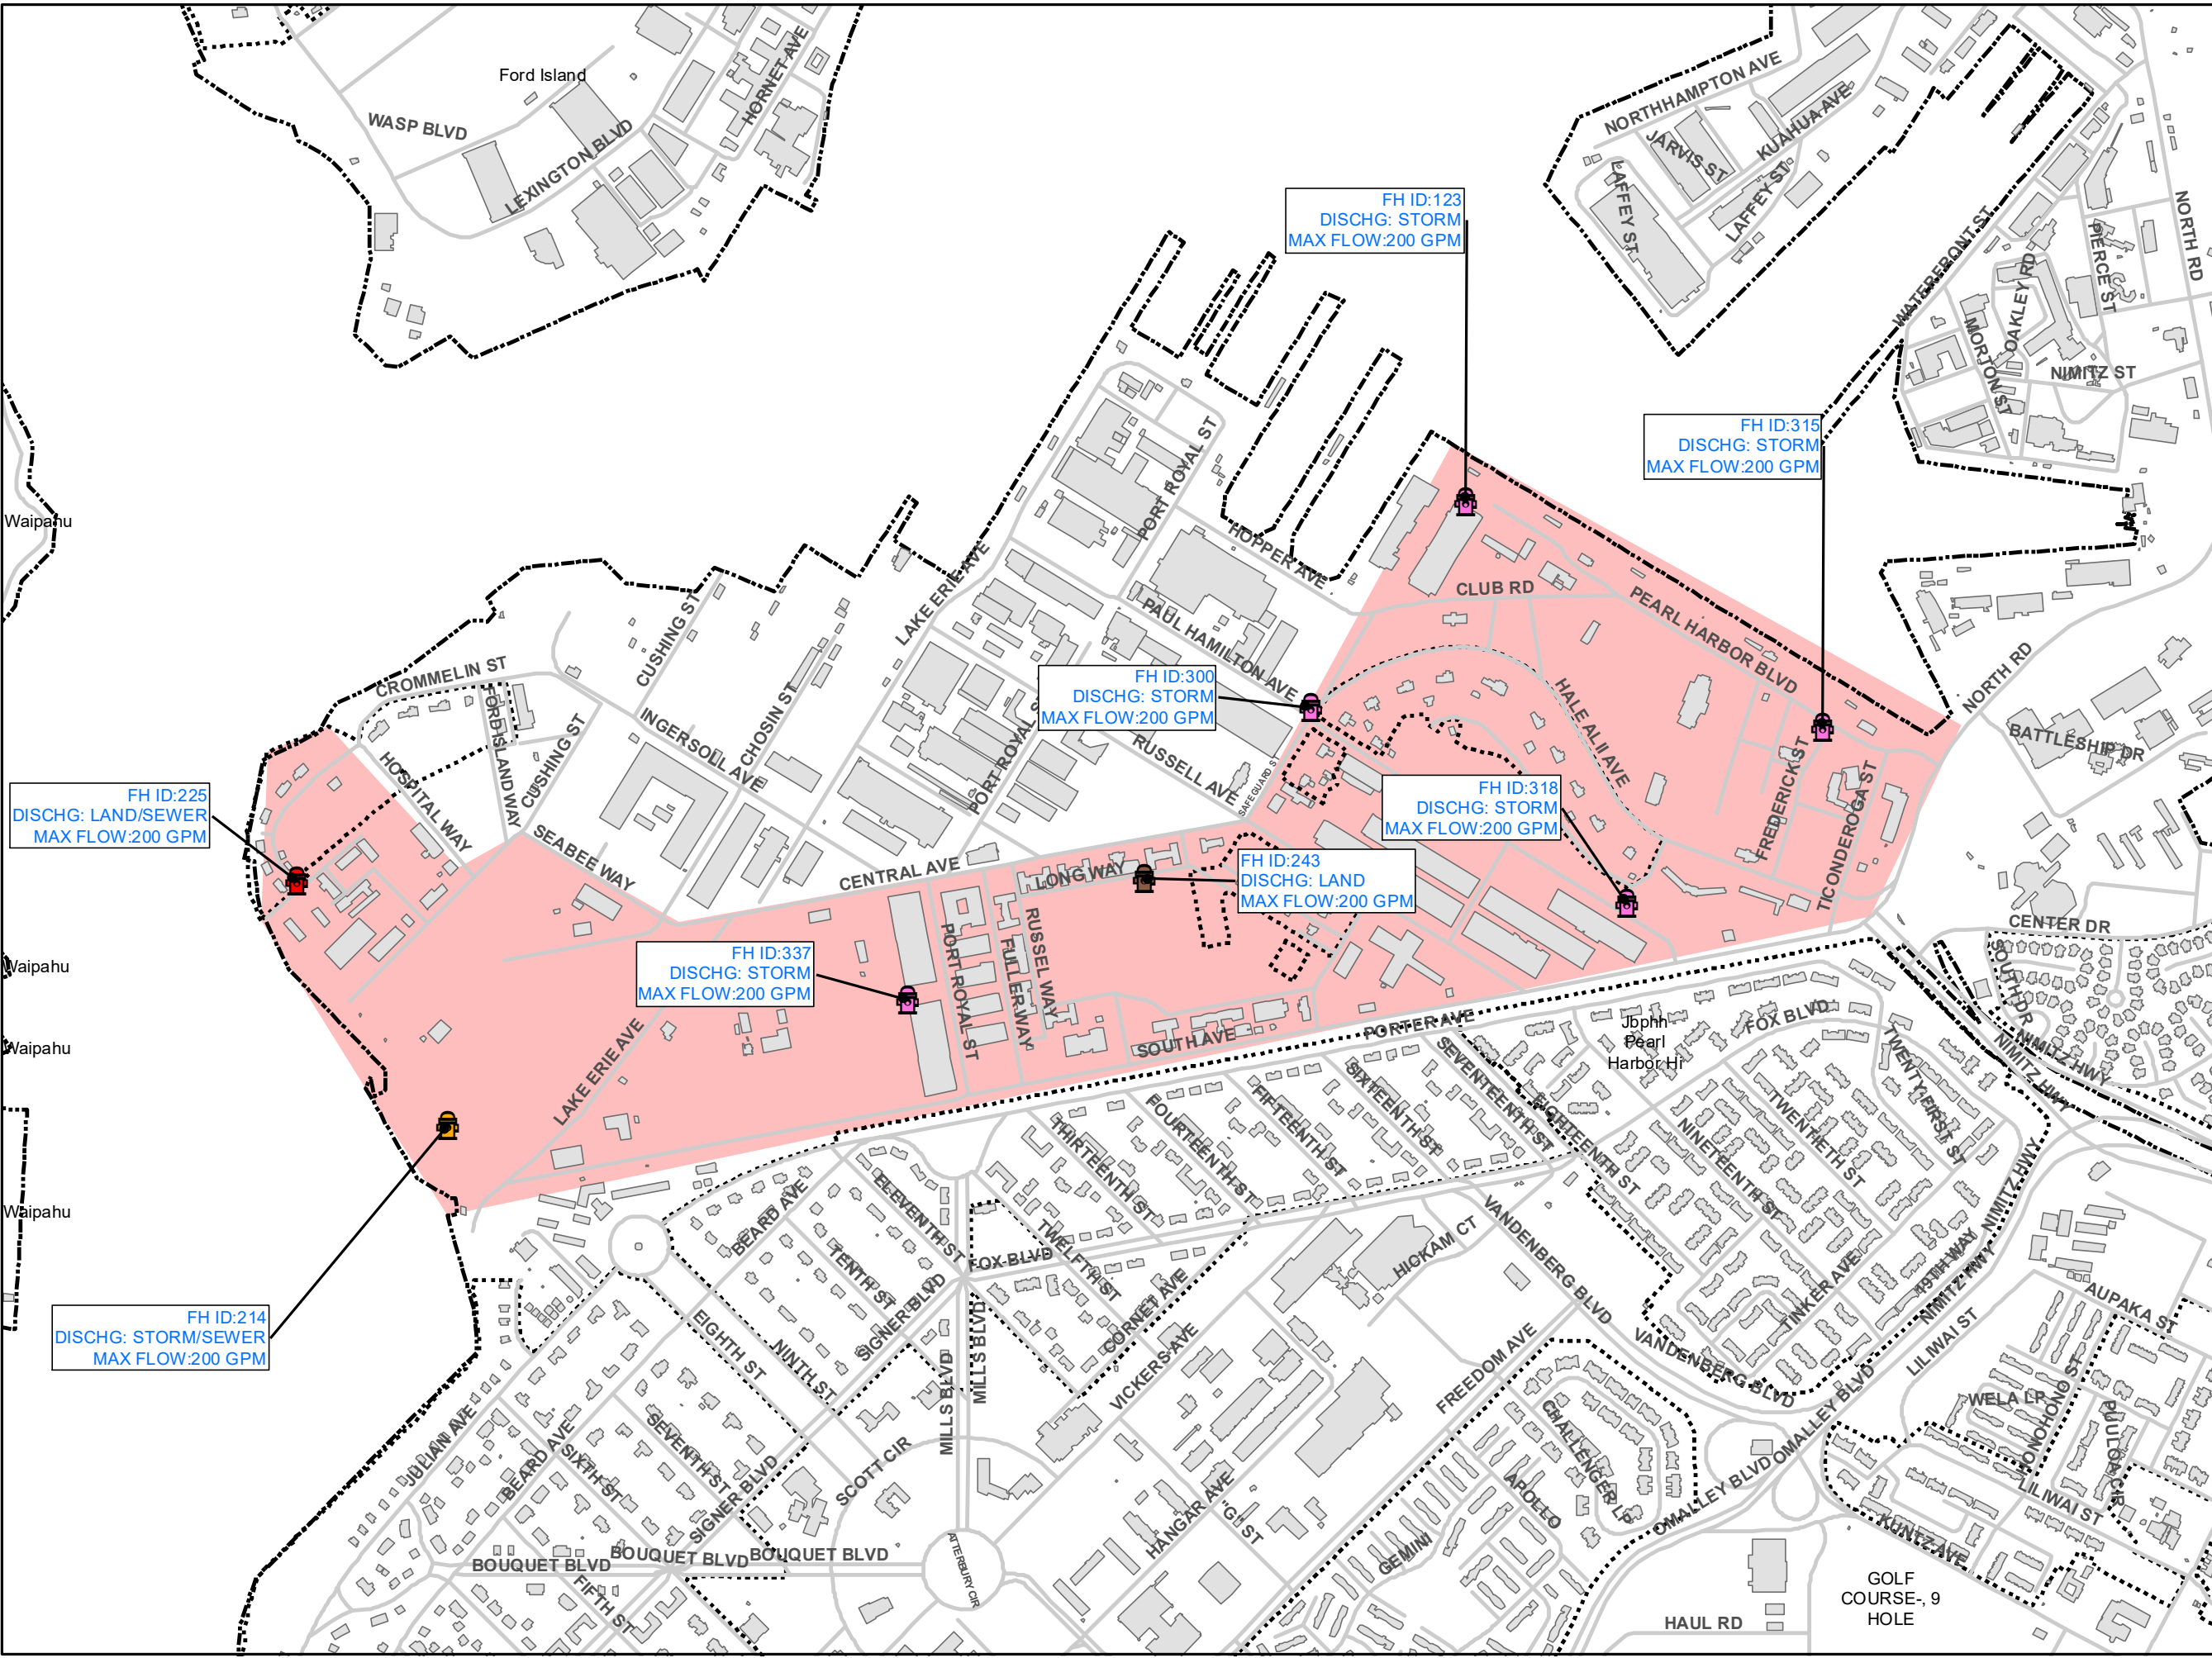 Ford Island
WASP BLVD
LEXINGTON BLVD
HORNET AVE
NORTHHAMPTON AVE
JARVIS ST
KUAHUA AVE
LAFFEY ST
LAFFEY ST
NORTH RD
PIERCE ST
OAKLEY RD
WATERFRONT ST
MORTON ST
NIMITZ ST
FH ID:123
DISCHG: STORM
MAX FLOW:200 GPM
FH ID:315
DISCHG: STORM
MAX FLOW:200 GPM
Waipahu
PORT ROYAL ST
HOPPER AVE
LAKE ERIE AVE
PAUL HAMILTON AVE
CLUB RD
PEARL HARBOR BLVD
CUSHING ST
CROMMELIN ST
FORD ISLAND WAY
CUSHING ST
HOSPITAL WAY
INGERSOLL AVE
CHOSIN ST
PORT ROYAL S
RUSSELL AVE
SAFEGUARD ST
FH ID:300
DISCHG: STORM
MAX FLOW:200 GPM
HALE ALII AVE
NORTH RD
BATTLESHIP DR
FREDERICK ST
TICONDEROGA ST
FH ID:225
DISCHG: LAND/SEWER
MAX FLOW:200 GPM
FH ID:318
DISCHG: STORM
MAX FLOW:200 GPM
SEABEE WAY
CENTRAL AVE
LONG WAY
FH ID:243
DISCHG: LAND
MAX FLOW:200 GPM
FH ID:337
DISCHG: STORM
MAX FLOW:200 GPM
PORT ROYAL ST
FULLER WAY
RUSSEL WAY
SOUTH AVE
PORTER AVE
CENTER DR
SOUTH DR
NIMITZ HWY
NIMITZ HWY
Waipahu
Waipahu
Waipahu
LAKE ERIE AVE
Jbphh-
Pearl
Harbor Hi
FOX BLVD
TWENTY FIRST ST
TWENTIETH ST
NINETEENTH ST
EIGHTEENTH ST
SEVENTEENTH ST
SIXTEENTH ST
FIFTEENTH ST
FOURTEENTH ST
THIRTEENTH ST
TWELFTH ST
ELEVENTH ST
BEARD AVE
TENTH ST
FOX BLVD
SIGNER BLVD
MILLS BLVD
MILLS BLVD
CORNET AVE
VICKERS AVE
HICKAM CT
VANDENBERG BLVD
VANDENBERG BLVD
FREEDOM AVE
TINKER AVE
19TH WAY
NIMITZ HWY
NIMITZ HWY
LILIWAI ST
AUPAKA ST
FH ID:214
DISCHG: STORM/SEWER
MAX FLOW:200 GPM
EIGHTH ST
NINTH ST
JULIAN AVE
BEARD AVE
SIXTH ST
SEVENTH ST
SIGNER BLVD
SCOTT CIR
HANGAR AVE
"G" ST
CHALLENGER LP
APOLLO
GEMINI
OMALLEY BLVD
OMALLEY BLVD
WELA LP
HONOHONO ST
PUULOA CIR
LILIWAI ST
KUNTZ AVE
BOUQUET BLVD
BOUQUET BLVD
BOUQUET BLVD
FIFTH ST
ATTERBURY CIR
HAUL RD
GOLF
COURSE-, 9
HOLE